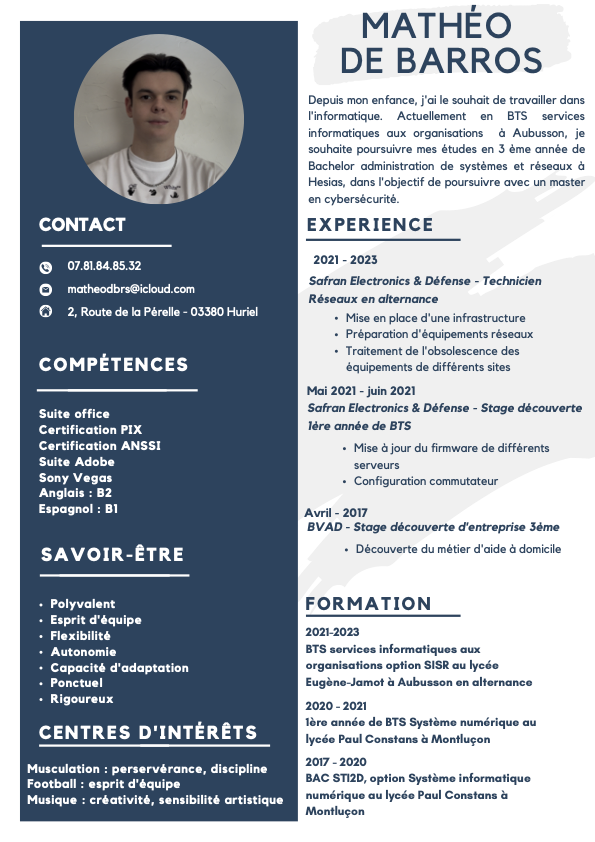 MATHÉO
DE BARROS
Depuis mon enfance, j'ai le souhait de travailler dans
l'informatique. Actuellement en BTS services
informatiques aux organisations à Aubusson, je
souhaite poursuivre mes études en 3 ème année de
Bachelor administration de systèmes et réseaux à
Hesias, dans l'objectif de poursuivre avec un master
en cybersécurité.
CONTACT
07.81.84.85.32
matheodbrs@icloud.com
2, Route de la Pérelle - 03380 Huriel
COMPÉTENCES
Suite office
Certification PIX
Certification ANSSI
Suite Adobe
Sony Vegas
Anglais : B2
Espagnol : B1
SAVOIR-ÊTRE
• Polyvalent
• Esprit d'équipe
• Flexibilité
• Autonomie
• Capacité d'adaptation
• Ponctuel
• Rigoureux
CENTRES D'INTÉRÊTS
Musculation : perservérance, discipline
Football : esprit d'équipe
Musique : créativité, sensibilité artistique
EXPERIENCE
2021 - 2023
Safran Electronics & Défense - Technicien
Réseaux en alternance
• Mise en place d'une infrastructure
• Préparation d'équipements réseaux
• Traitement de l'obsolescence des
équipements de différents sites
Mai 2021 - juin 2021
Safran Electronics & Défense - Stage découverte
1ère année de BTS
• Mise à jour du firmware de différents
serveurs
• Configuration commutateur
Avril - 2017
BVAD - Stage découverte d'entreprise 3éme
• Découverte du métier d'aide à domicile
FORMATION
2021-2023
BTS services informatiques aux
organisations option SISR au lycée
Eugène-Jamot à Aubusson en alternance
2020 - 2021
1ère année de BTS Système numérique au
lycée Paul Constans à Montluçon
2017 - 2020
BAC STI2D, option Système informatique
numérique au lycée Paul Constans à
Montluçon